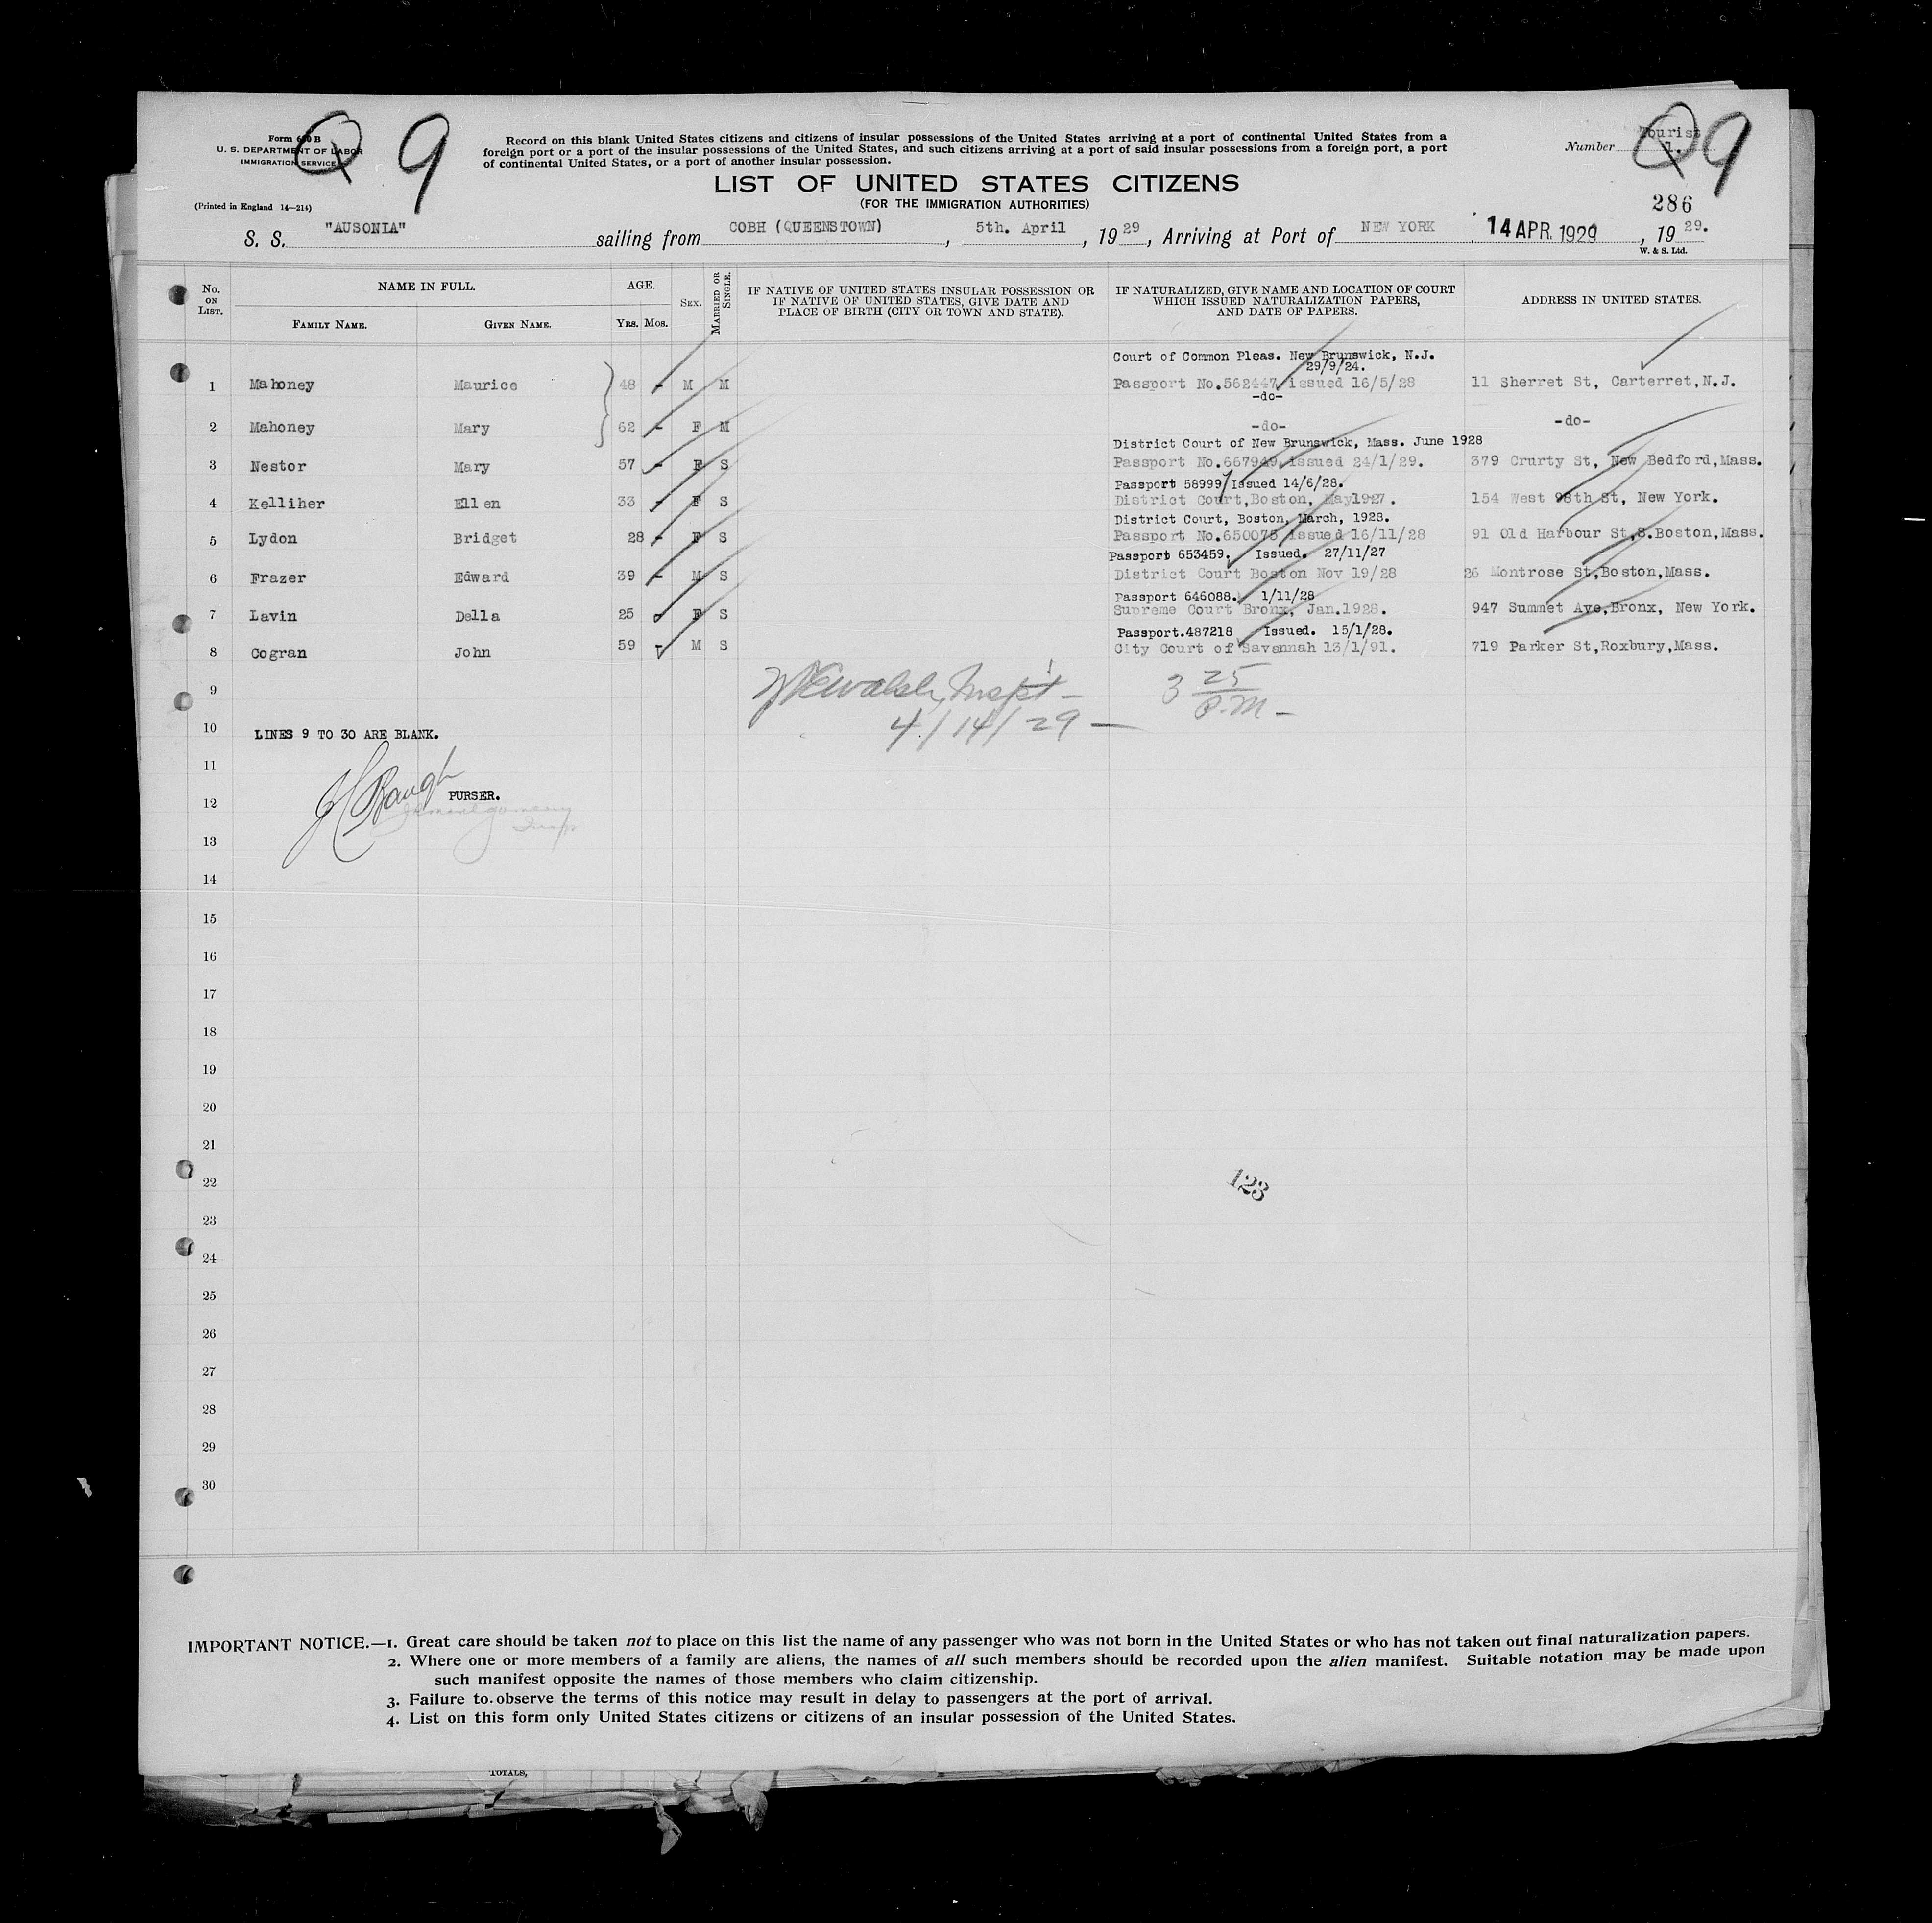 Q 9
Form 630 B
U. S. DEPARTMENT OF LABOR
IMMIGRATION SERVICE
(Printed in England 14—214)
Record on this blank United States citizens and citizens of insular possessions of the United States arriving at a port of continental United States from a
foreign port or a port of the insular possessions of the United States, and such citizens arriving at a port of said insular possessions from a foreign port, a port
of continental United States, or a port of another insular possession.
Tourist
Number 1.
Q9
LIST OF UNITED STATES CITIZENS
(FOR THE IMMIGRATION AUTHORITIES)
286
S. S. "AUSONIA" sailing from COBH (QUEENSTOWN), 5th. April, 1929, Arriving at Port of NEW YORK 14 APR. 1929, 1929.
W. & S. Ltd.
No. ON LIST.
NAME IN FULL.
FAMILY NAME. GIVEN NAME.
AGE.
YRS. MOS.
SEX.
MARRIED OR SINGLE.
IF NATIVE OF UNITED STATES INSULAR POSSESSION OR
IF NATIVE OF UNITED STATES, GIVE DATE AND
PLACE OF BIRTH (CITY OR TOWN AND STATE).
IF NATURALIZED, GIVE NAME AND LOCATION OF COURT
WHICH ISSUED NATURALIZATION PAPERS,
AND DATE OF PAPERS.
ADDRESS IN UNITED STATES.
Court of Common Pleas. New Brunswick, N.J.
29/9/24.
1 Mahoney Maurice 48 - M M Passport No.562447 issued 16/5/28 11 Sherret St, Carterret,N.J.
-do-
2 Mahoney Mary 62 - F M -do- -do-
District Court of New Brunswick, Mass. June 1928
3 Nestor Mary 57 - F S Passport No.667949 issued 24/1/29. 379 Crurty St, New Bedford,Mass.
Passport 58999 Issued 14/6/28.
4 Kelliher Ellen 33 - F S District Court,Boston, May1927. 154 West 98th St, New York.
District Court, Boston, March, 1928.
5 Lydon Bridget 28 - F S Passport No.650075 issued 16/11/28 91 Old Harbour St,S.Boston,Mass.
Passport 653459. Issued. 27/11/27
6 Frazer Edward 39 - M S District Court Boston Nov 19/28 26 Montrose St,Boston,Mass.
Passport 646088. 1/11/28
7 Lavin Della 25 F S Supreme Court Bronx, Jan.1928. 947 Summet Ave,Bronx, New York.
Passport.487218 Issued. 15/1/28.
8 Cogran John 59 M S City Court of Savannah 13/1/91. 719 Parker St,Roxbury,Mass.
9 Walsh, Inspt - 3 25 P.M -
4/14/29 -
10 LINES 9 TO 30 ARE BLANK.
11
12 PURSER.
13
14
15
16
17
18
19
20
21
22 123
23
24
25
26
27
28
29
30
IMPORTANT NOTICE.—1. Great care should be taken not to place on this list the name of any passenger who was not born in the United States or who has not taken out final naturalization papers.
2. Where one or more members of a family are aliens, the names of all such members should be recorded upon the alien manifest. Suitable notation may be made upon
such manifest opposite the names of those members who claim citizenship.
3. Failure to observe the terms of this notice may result in delay to passengers at the port of arrival.
4. List on this form only United States citizens or citizens of an insular possession of the United States.
TOTALS,